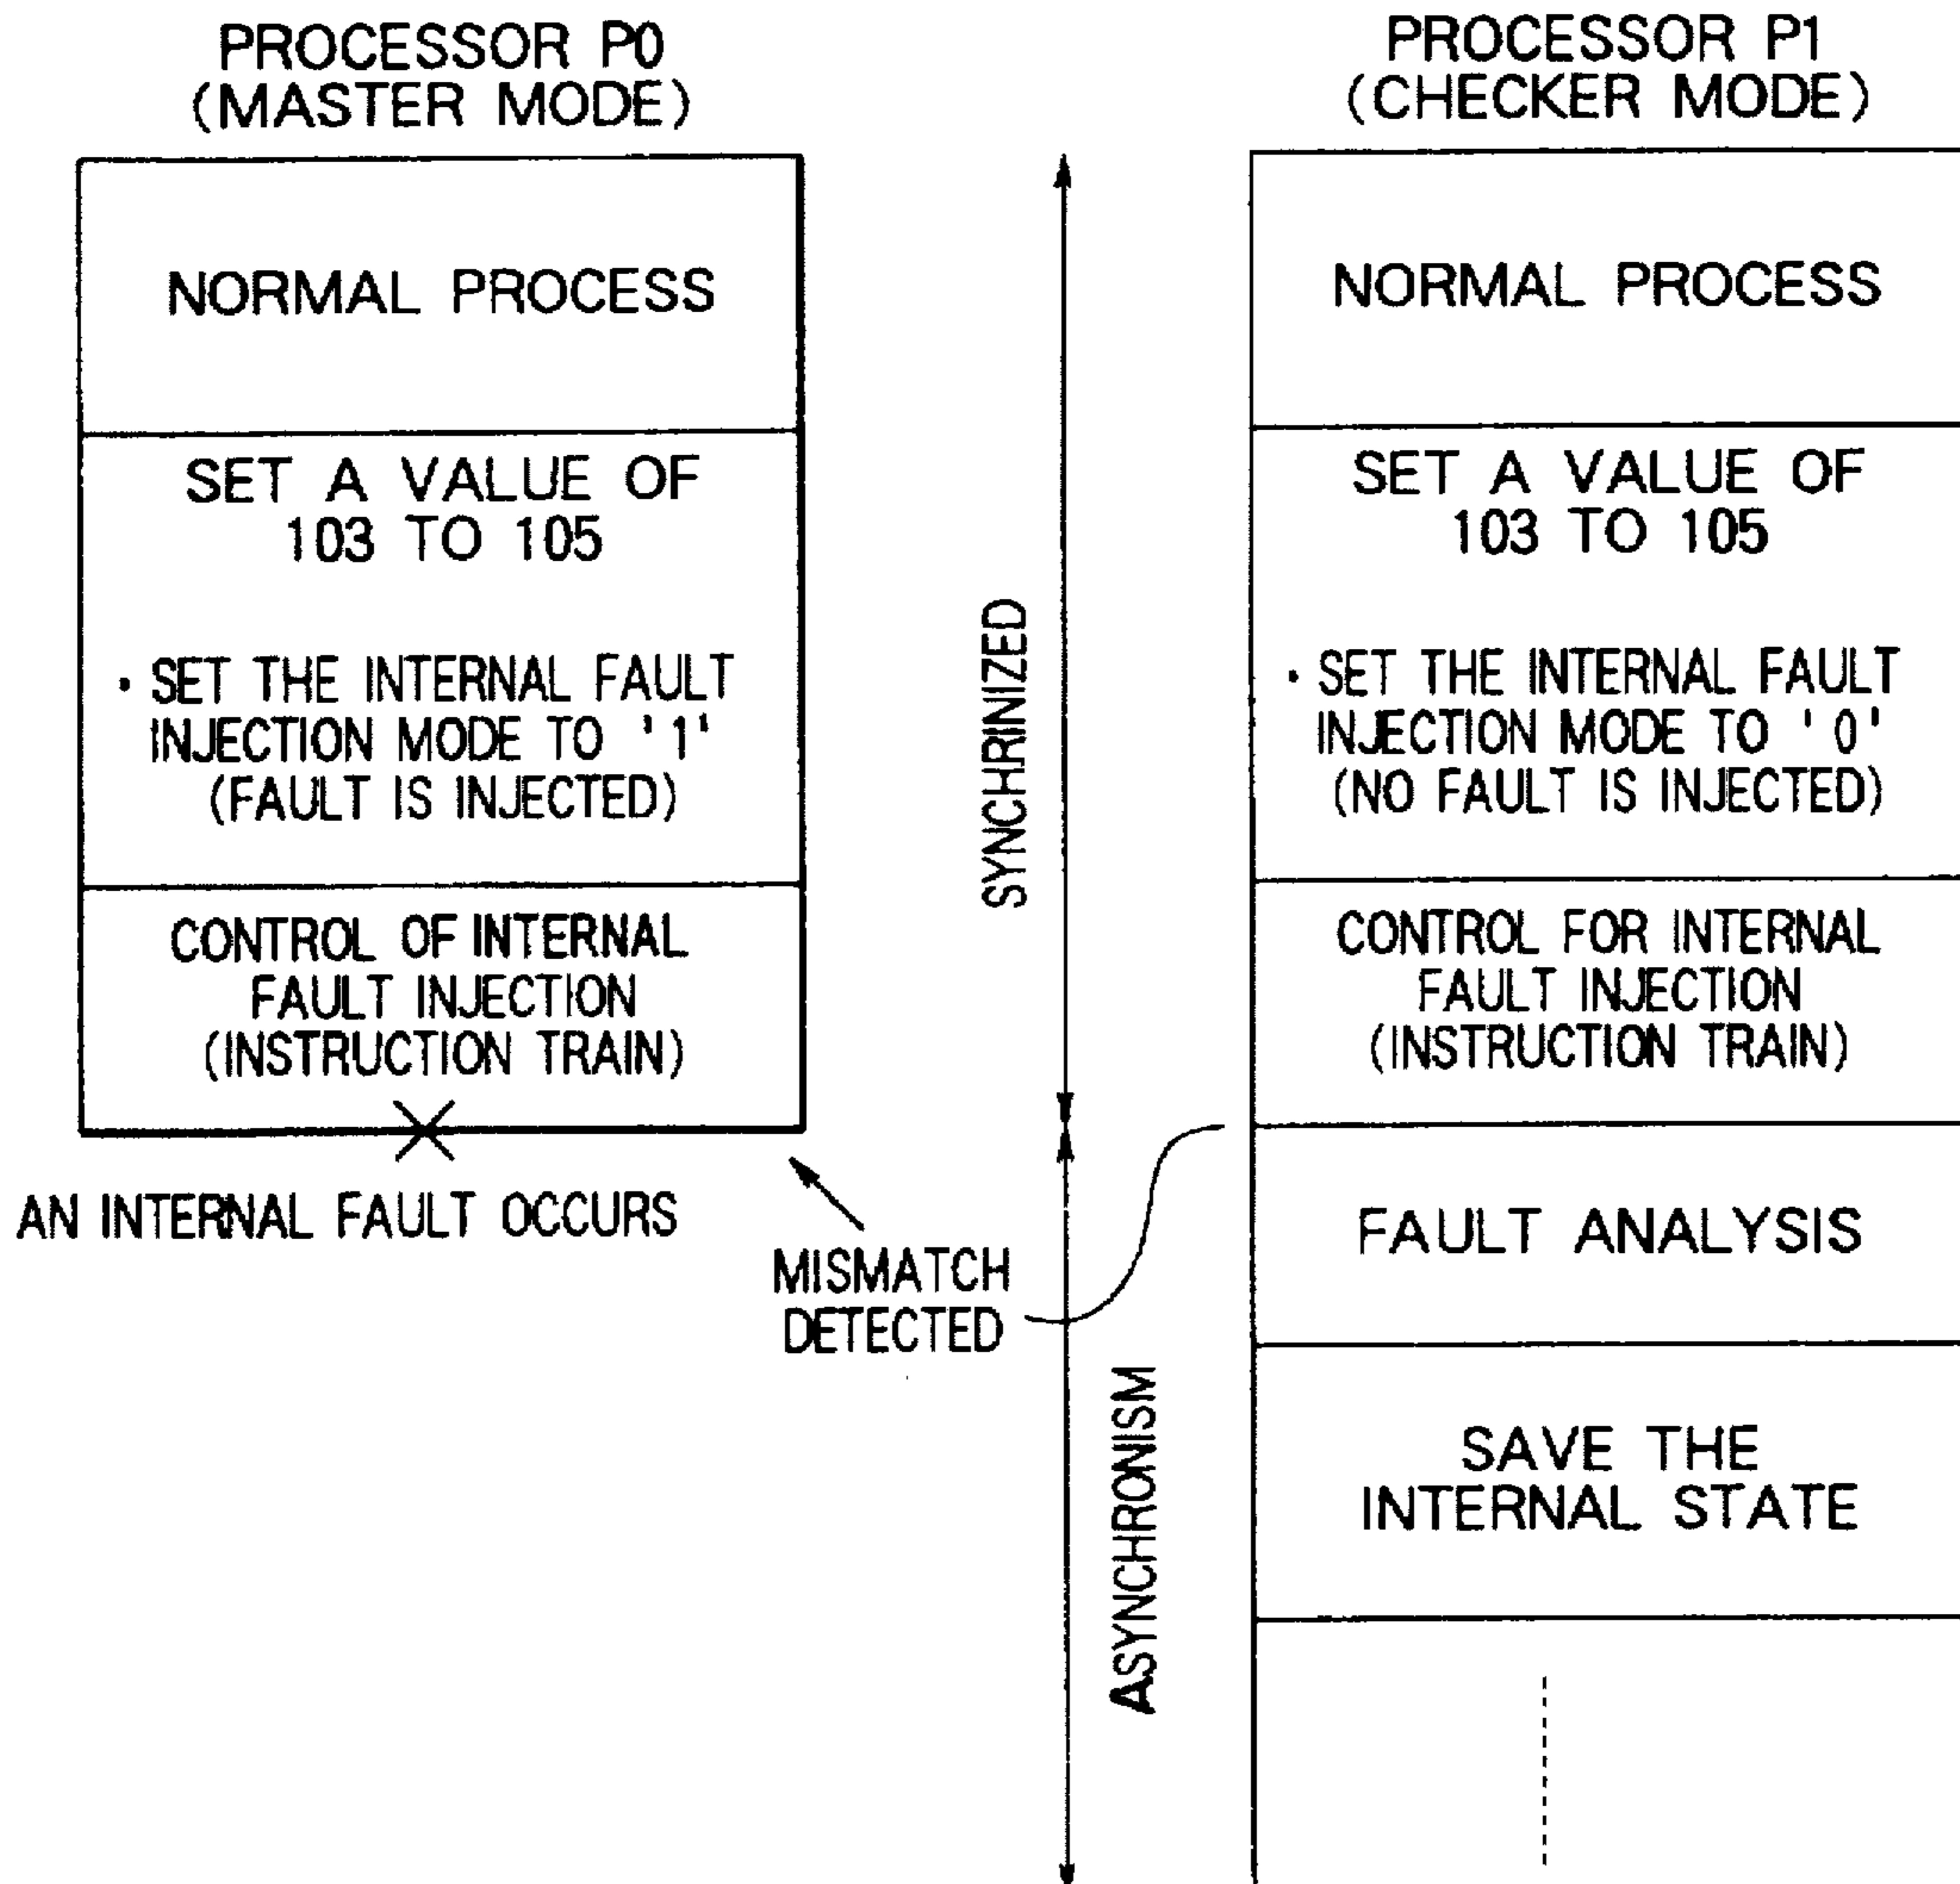 PROCESSOR P0
(MASTER MODE)
NORMAL PROCESS
SET A VALUE OF
103 TO 105
· SET THE INTERNAL FAULT
INJECTION MODE TO '1'
(FAULT IS INJECTED)
CONTROL OF INTERNAL
FAULT INJECTION
(INSTRUCTION TRAIN)
AN INTERNAL FAULT OCCURS
MISMATCH
DETECTED
SYNCHRINIZED
ASYNCHRONISM
PROCESSOR P1
(CHECKER MODE)
NORMAL PROCESS
SET A VALUE OF
103 TO 105
· SET THE INTERNAL FAULT
INJECTION MODE TO '0'
(NO FAULT IS INJECTED)
CONTROL FOR INTERNAL
FAULT INJECTION
(INSTRUCTION TRAIN)
FAULT ANALYSIS
SAVE THE
INTERNAL STATE